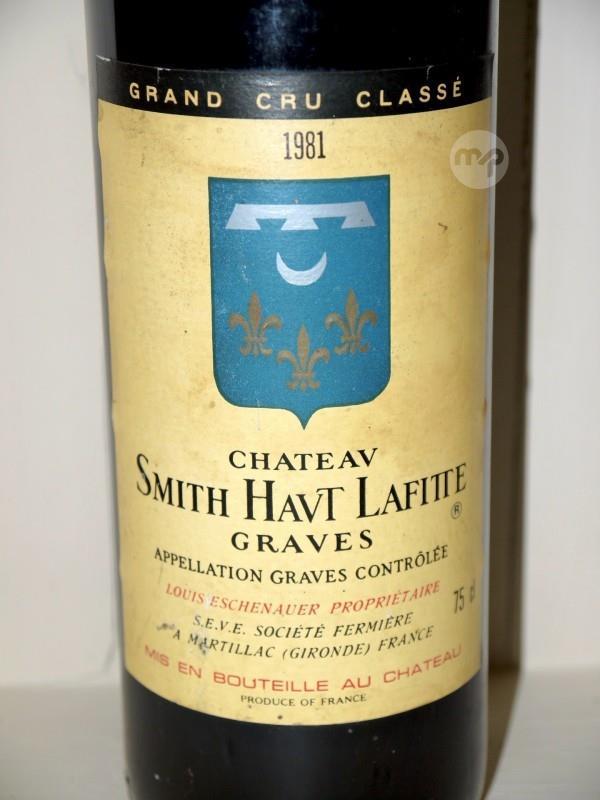 GRAND CRU CLASSÉ
1981
mp
CHATEAV
SMITH HAVT LAFITTE
®
GRAVES
APPELLATION GRAVES CONTRÔLÉE
LOUIS ESCHENAUER PROPRIÉTAIRE
75 cl
S.E.V.E. SOCIÉTÉ FERMIÈRE
A MARTILLAC (GIRONDE) FRANCE
MIS EN BOUTEILLE AU CHATEAU
PRODUCE OF FRANCE